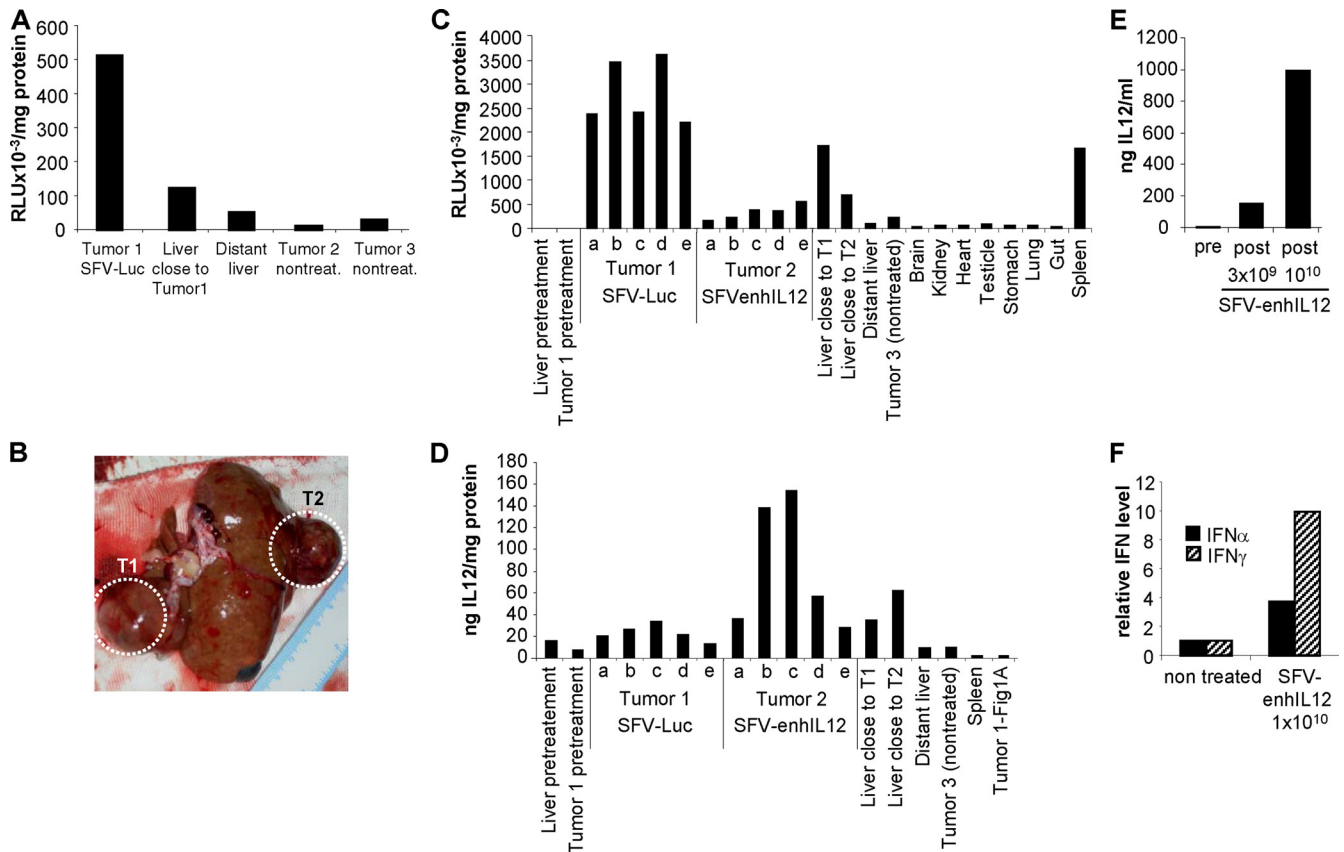 A
RLUx10⁻³/mg protein
600
500
400
300
200
100
0
Tumor 1
SFV-Luc
Liver
close to
Tumor1
Distant
liver
Tumor 2
nontreat.
Tumor 3
nontreat.
B
T1
T2
C
RLUx10⁻³/mg protein
4000
3500
3000
2500
2000
1500
1000
500
0
Liver pretreatment
Tumor 1 pretreatment
a b c d e
Tumor 1
SFV-Luc
a b c d e
Tumor 2
SFVenhIL12
Liver close to T1
Liver close to T2
Distant liver
Tumor 3 (nontreated)
Brain
Kidney
Heart
Testicle
Stomach
Lung
Gut
Spleen
D
ng IL12/mg protein
180
160
140
120
100
80
60
40
20
0
Liver pretreatement
Tumor 1 pretreatment
a b c d e
Tumor 1
SFV-Luc
a b c d e
Tumor 2
SFV-enhIL12
Liver close to T1
Liver close to T2
Distant liver
Tumor 3 (nontreated)
Spleen
Tumor 1-Fig1A
E
ng IL12/ml
1200
1000
800
600
400
200
0
pre post post
3x10⁹ 10¹⁰
SFV-enhIL12
F
relative IFN level
12
10
8
6
4
2
0
IFNα
IFNγ
non treated
SFV-
enhIL12
1x10¹⁰